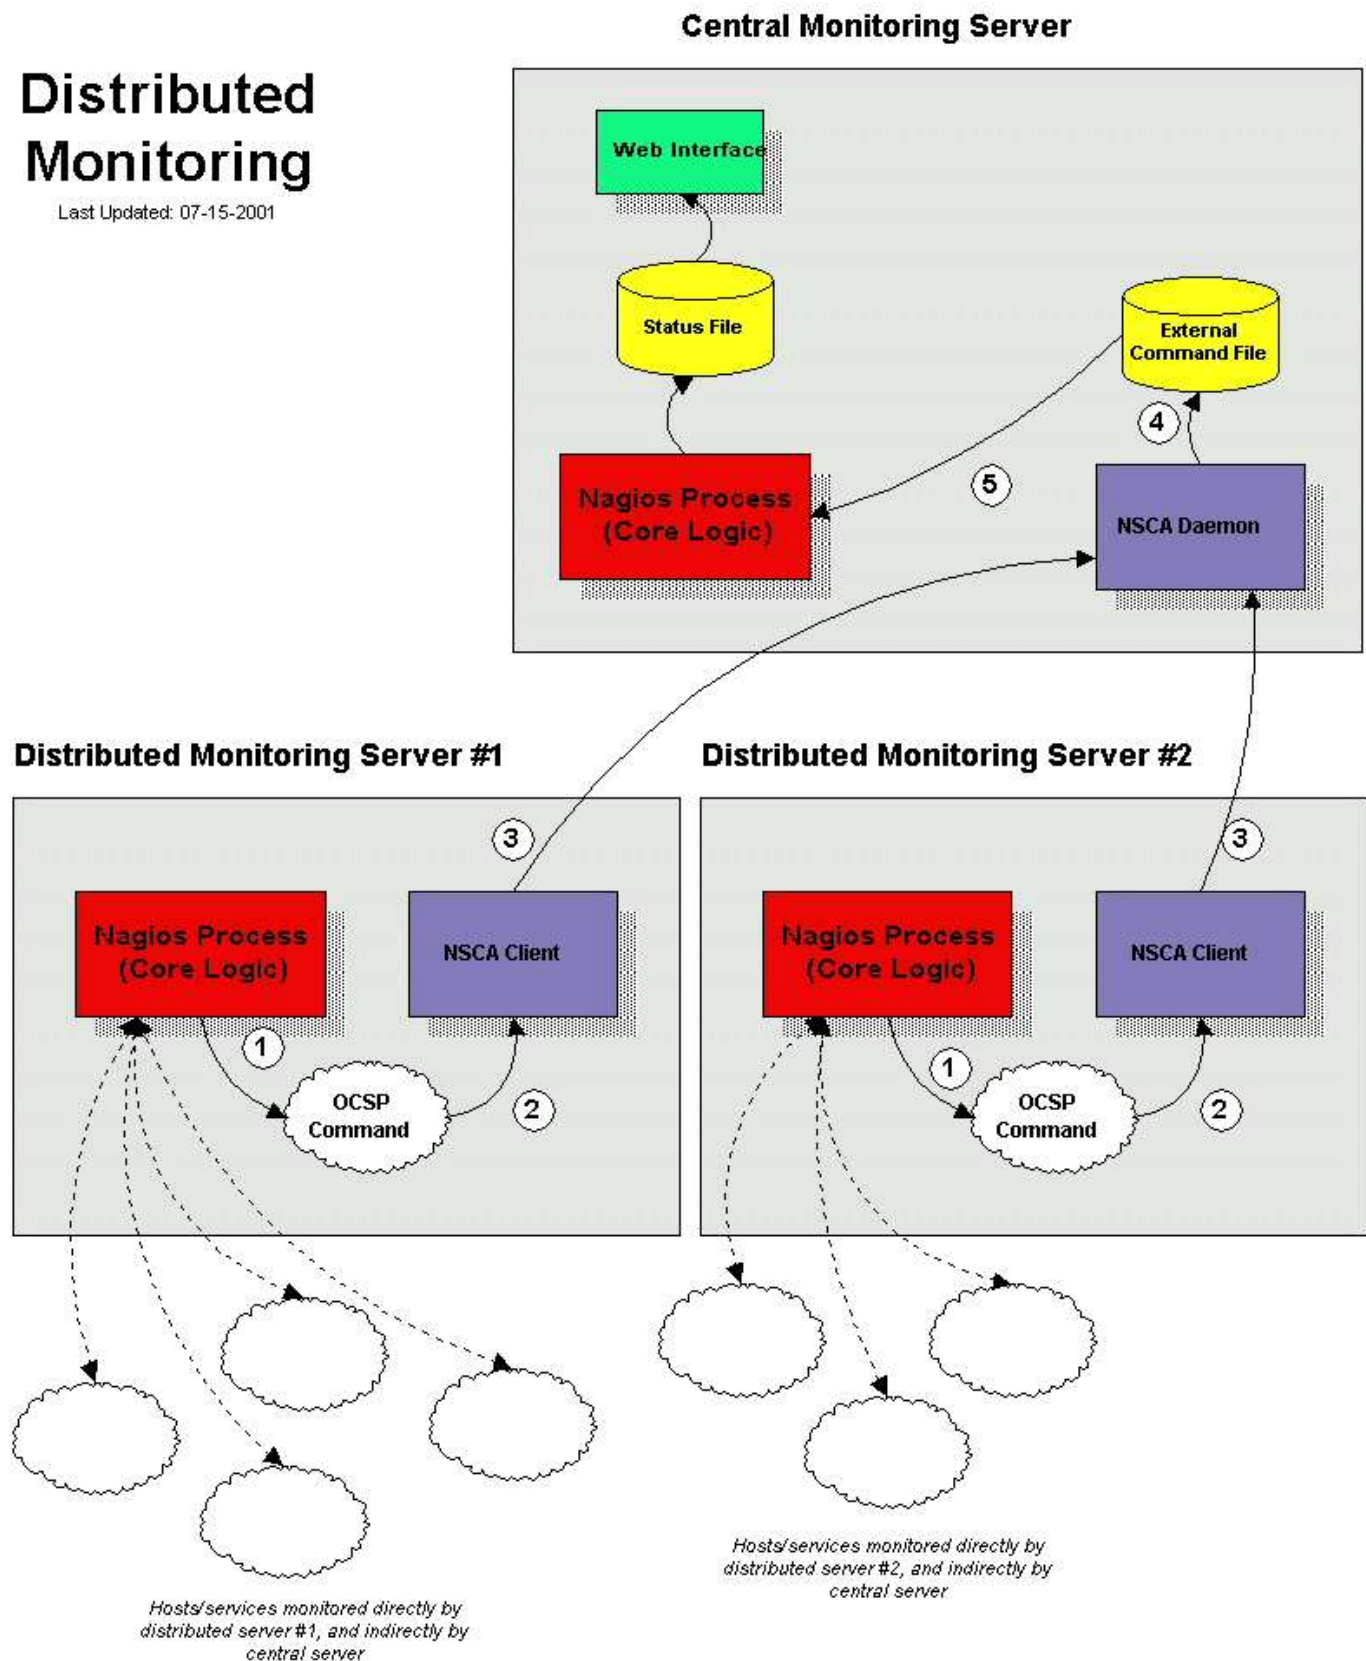 Central Monitoring Server
Distributed
Monitoring
Last Updated: 07-15-2001
Web Interface
Status File
External
Command File
4
5
Nagios Process
(Core Logic)
NSCA Daemon
Distributed Monitoring Server #1
3
Nagios Process
(Core Logic)
NSCA Client
1
OCSP
Command
2
Hosts/services monitored directly by
distributed server #1, and indirectly by
central server
Distributed Monitoring Server #2
3
Nagios Process
(Core Logic)
NSCA Client
1
OCSP
Command
2
Hosts/services monitored directly by
distributed server #2, and indirectly by
central server